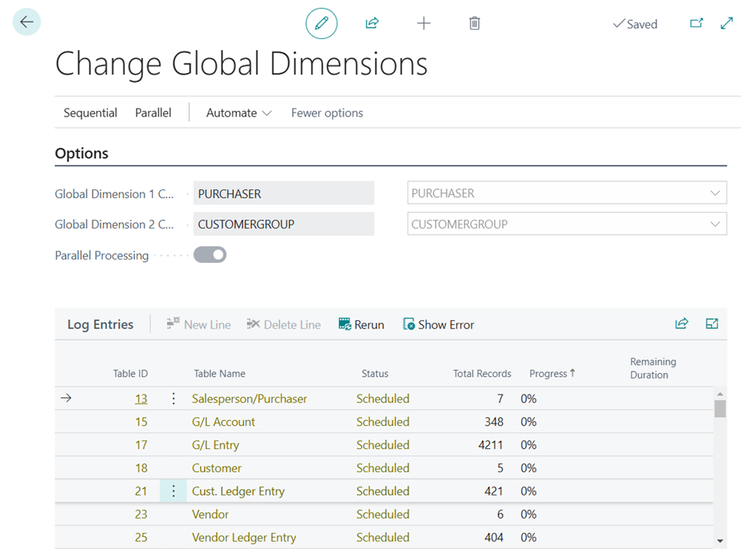 Saved
Change Global Dimensions
Sequential Parallel Automate Fewer options
Options
Global Dimension 1 C... PURCHASER PURCHASER
Global Dimension 2 C... CUSTOMERGROUP CUSTOMERGROUP
Parallel Processing
Log Entries New Line Delete Line Rerun Show Error
Table ID Table Name Status Total Records Progress ↑ Remaining Duration
13 Salesperson/Purchaser Scheduled 7 0%
15 G/L Account Scheduled 348 0%
17 G/L Entry Scheduled 4211 0%
18 Customer Scheduled 5 0%
21 Cust. Ledger Entry Scheduled 421 0%
23 Vendor Scheduled 6 0%
25 Vendor Ledger Entry Scheduled 404 0%